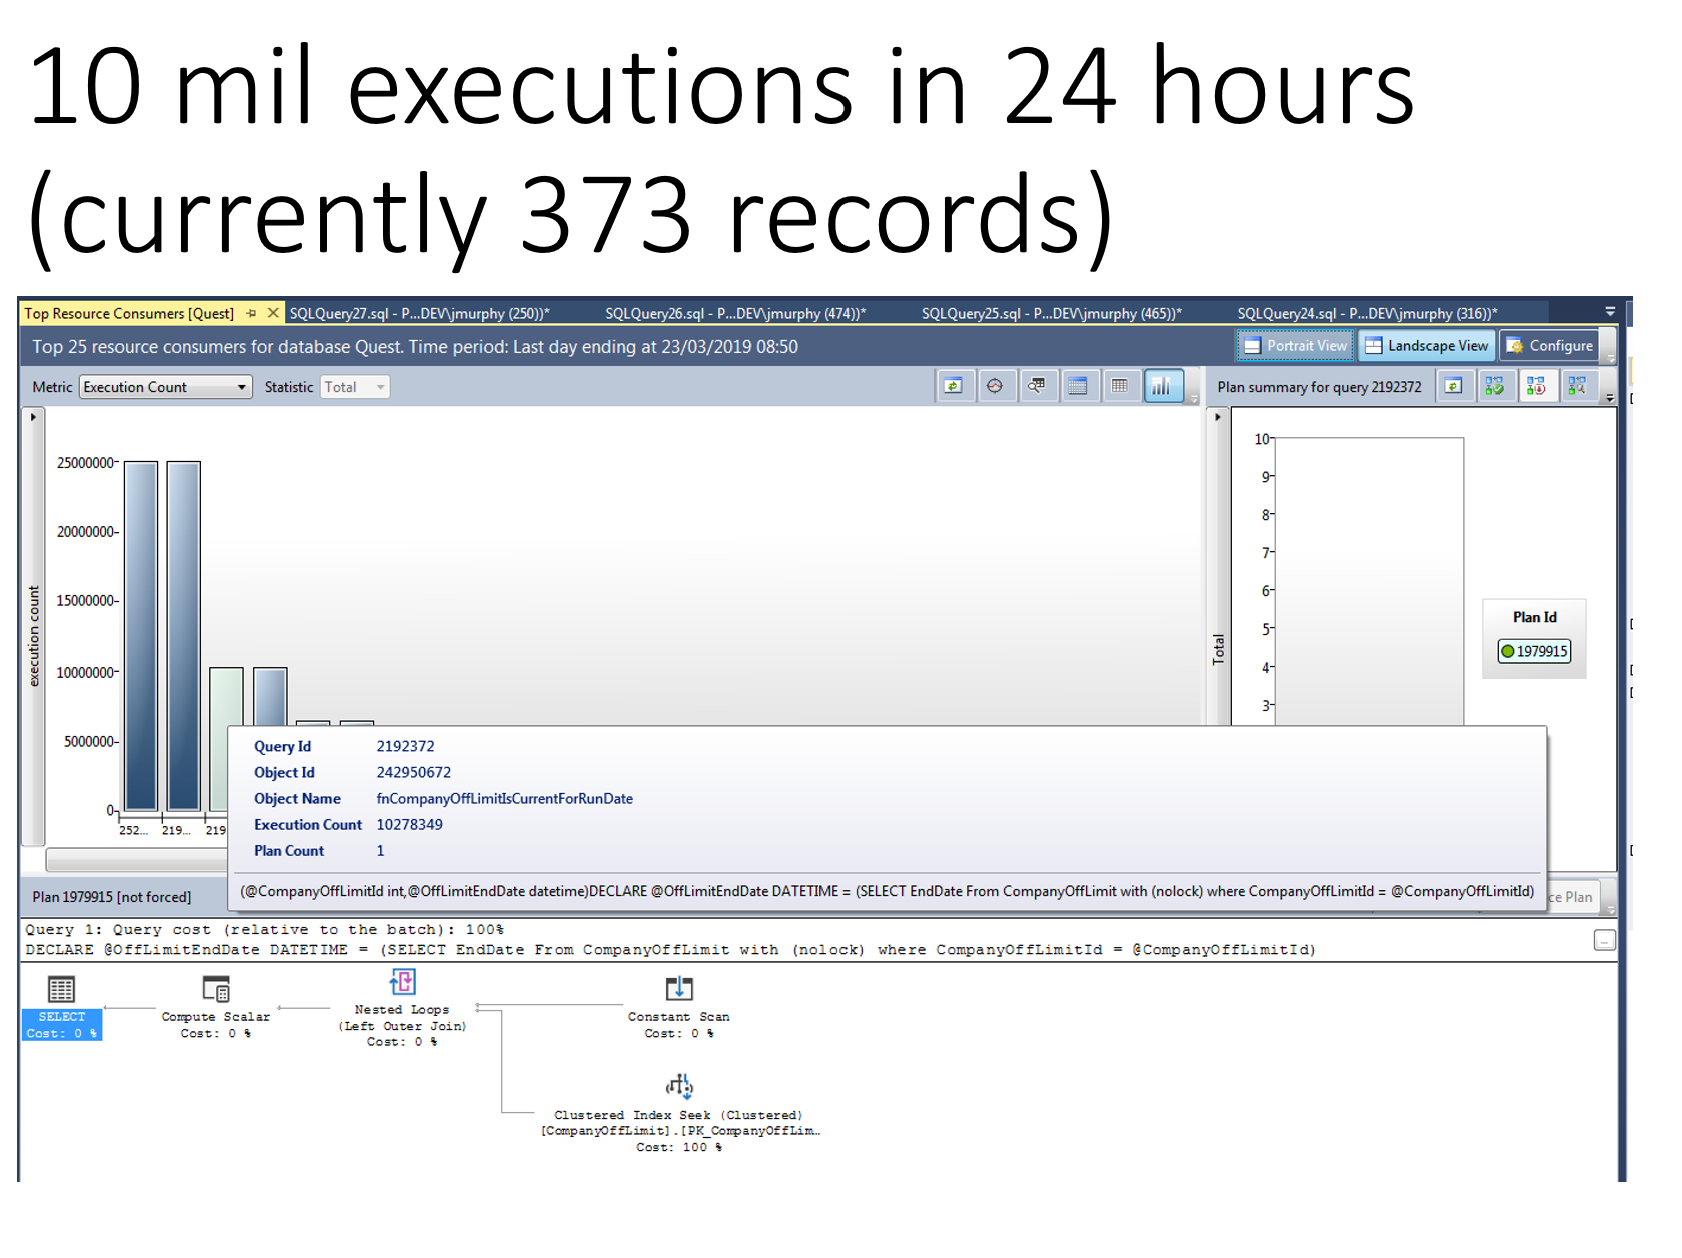 10 mil executions in 24 hours
(currently 373 records)
Top Resource Consumers [Quest] SQLQuery27.sql - P...DEV\jmurphy (250))* SQLQuery26.sql - P...DEV\jmurphy (474))* SQLQuery25.sql - P...DEV\jmurphy (465))* SQLQuery24.sql - P...DEV\jmurphy (316))*
Top 25 resource consumers for database Quest. Time period: Last day ending at 23/03/2019 08:50
Portrait View Landscape View Configure
Metric Execution Count Statistic Total
Plan summary for query 2192372
execution count
25000000
20000000
15000000
10000000
5000000
0
252... 219... 219
Total
10
9
8
7
6
5
4
3
Plan Id
1979915
Query Id 2192372
Object Id 242950672
Object Name fnCompanyOffLimitIsCurrentForRunDate
Execution Count 10278349
Plan Count 1
(@CompanyOffLimitId int,@OffLimitEndDate datetime)DECLARE @OffLimitEndDate DATETIME = (SELECT EndDate From CompanyOffLimit with (nolock) where CompanyOffLimitId = @CompanyOffLimitId)
Plan 1979915 [not forced]
ce Plan
Query 1: Query cost (relative to the batch): 100%
DECLARE @OffLimitEndDate DATETIME = (SELECT EndDate From CompanyOffLimit with (nolock) where CompanyOffLimitId = @CompanyOffLimitId)
...
SELECT
Cost: 0 %
Compute Scalar
Cost: 0 %
Nested Loops
(Left Outer Join)
Cost: 0 %
Constant Scan
Cost: 0 %
Clustered Index Seek (Clustered)
[CompanyOffLimit].[PK_CompanyOffLim…
Cost: 100 %